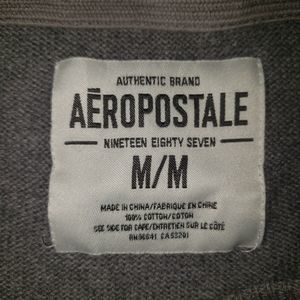 AUTHENTIC BRAND
AĒROPOSTALE
NINETEEN EIGHTY SEVEN
M/M
MADE IN CHINA/FABRIQUE EN CHINE
100% COTTON/COTON
SEE SIDE FOR CARE/ENTRETIEN SUR LE CÔTÉ